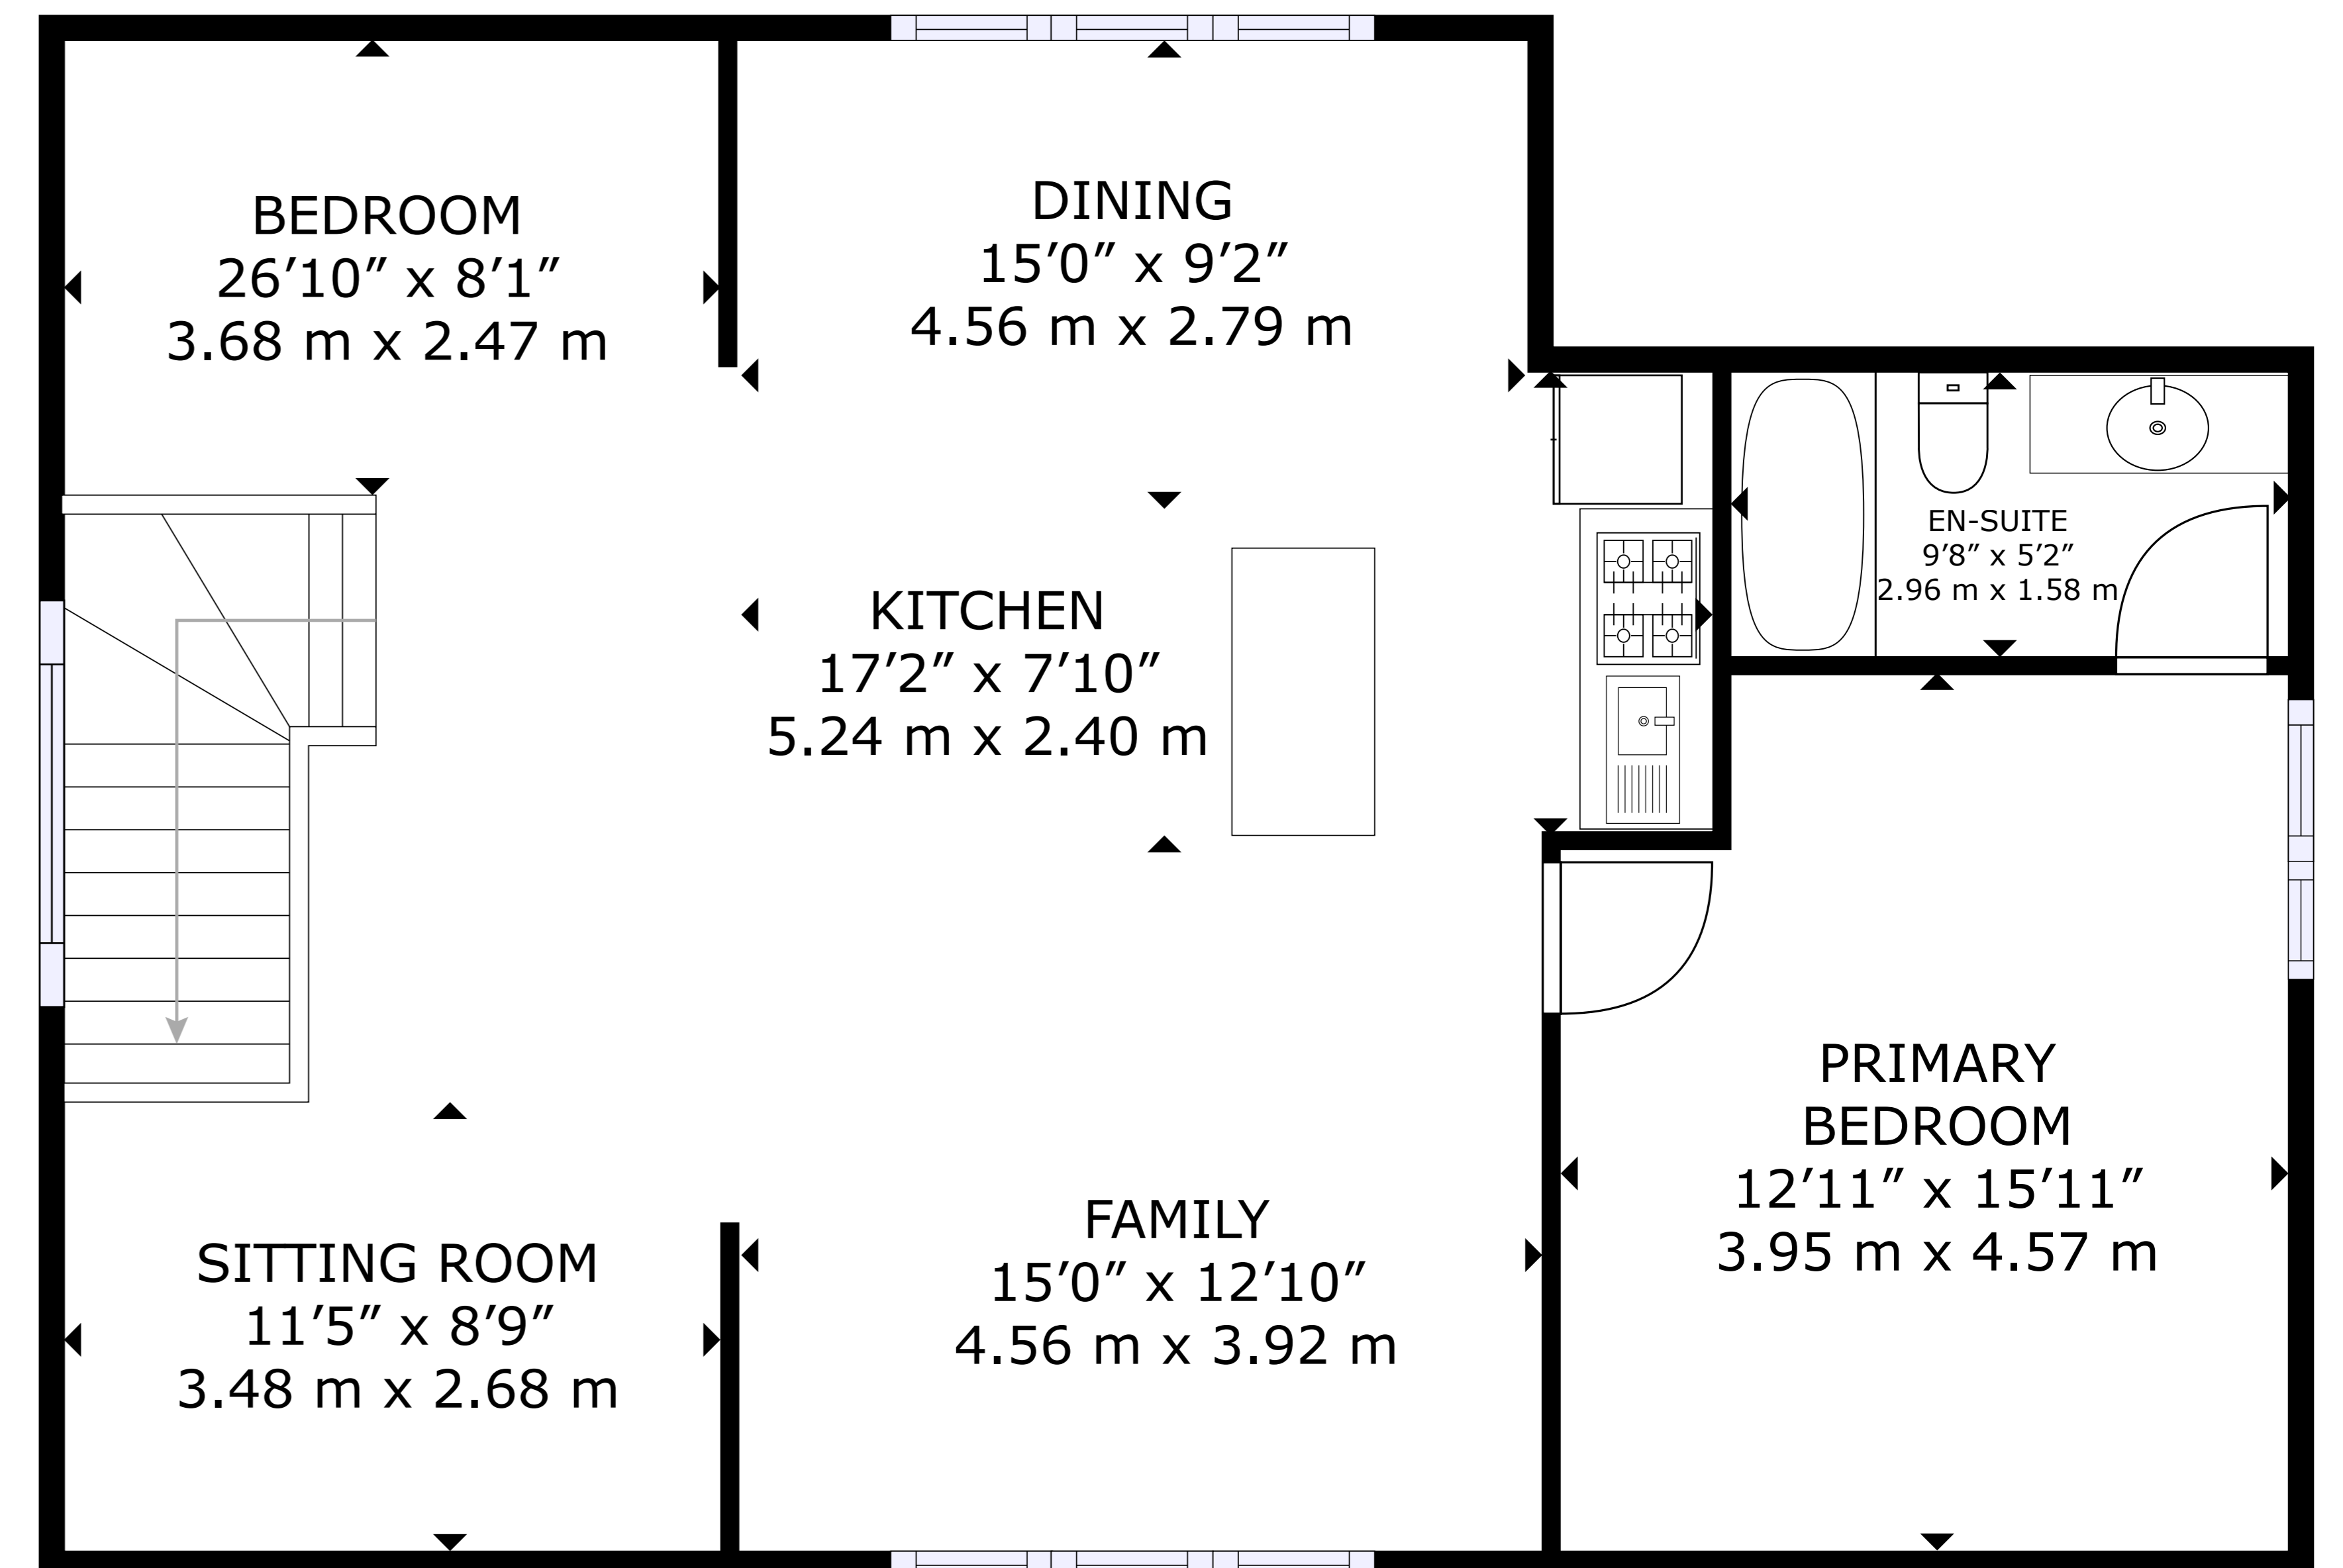 BEDROOM
26’10” x 8’1”
3.68 m x 2.47 m
DINING
15’0” x 9’2”
4.56 m x 2.79 m
EN-SUITE
9’8” x 5’2”
2.96 m x 1.58 m
KITCHEN
17’2” x 7’10”
5.24 m x 2.40 m
PRIMARY
BEDROOM
12’11” x 15’11”
3.95 m x 4.57 m
SITTING ROOM
11’5” x 8’9”
3.48 m x 2.68 m
FAMILY
15’0” x 12’10”
4.56 m x 3.92 m